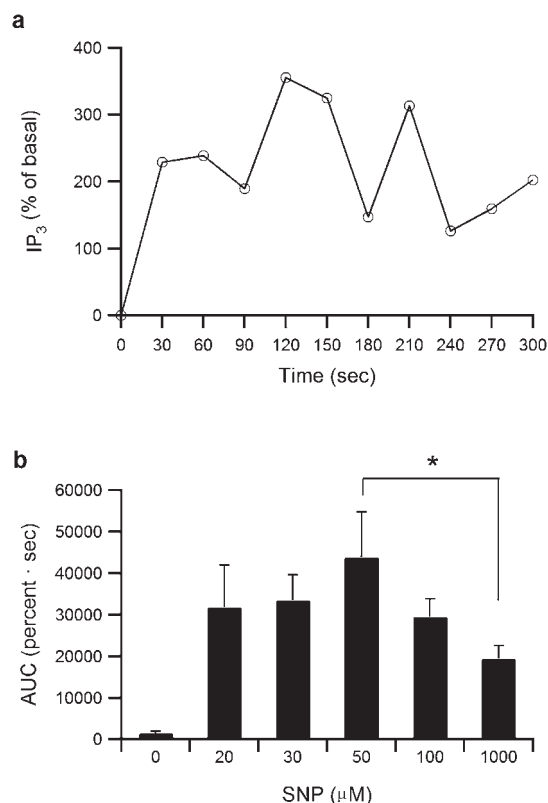 a
400
300
200
100
0
IP3 (% of basal)
0 30 60 90 120 150 180 210 240 270 300
Time (sec)
b
*
60000
50000
40000
30000
20000
10000
0
AUC (percent · sec)
0 20 30 50 100 1000
SNP (μM)